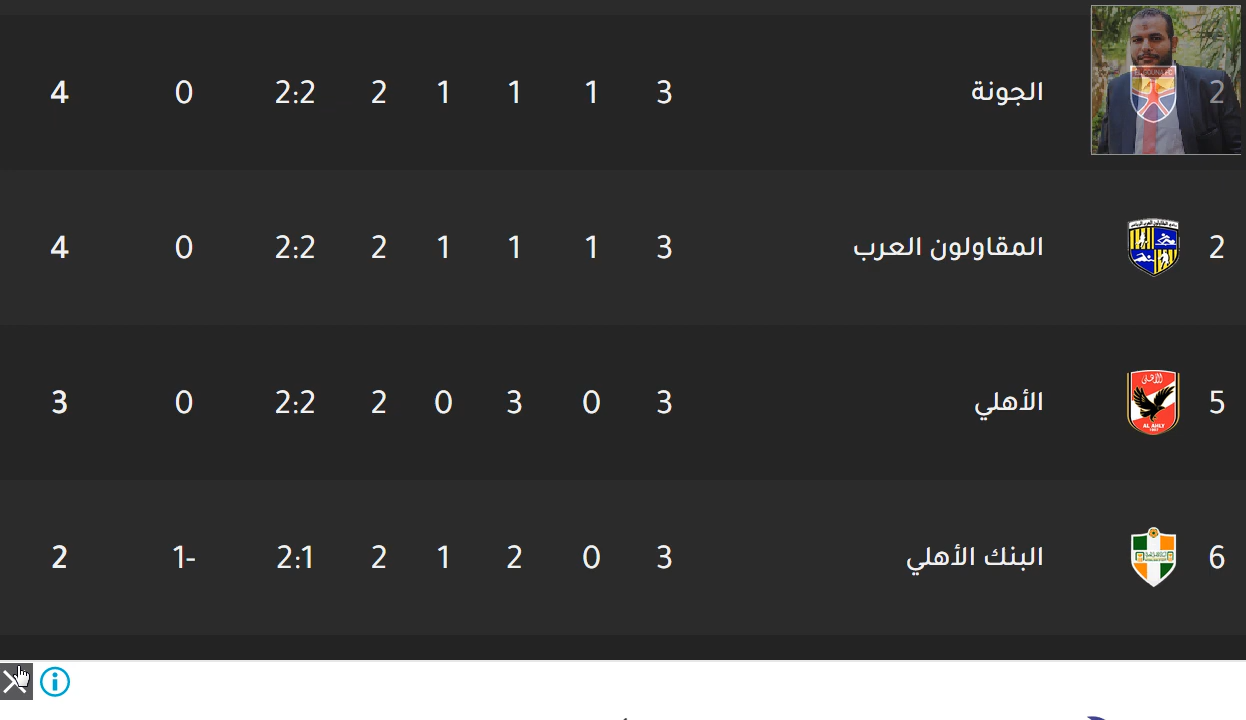 2 الجونة 3 1 1 1 2 2:2 0 4
2 المقاولون العرب 3 1 1 1 2 2:2 0 4
5 الأهلي 3 0 3 0 2 2:2 0 3
6 البنك الأهلي 3 0 2 1 2 2:1 1- 2